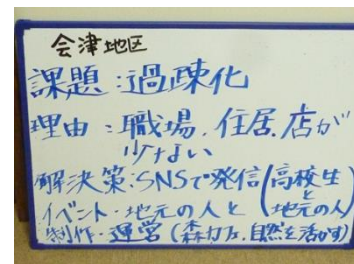 会津地区
課題:過疎化
理由:職場.住居.店が
少ない
解決策:SNSで発信(高校生と地元の人)
イベント・地元の人と
制作・運営(森カフェ.自然を活かす)